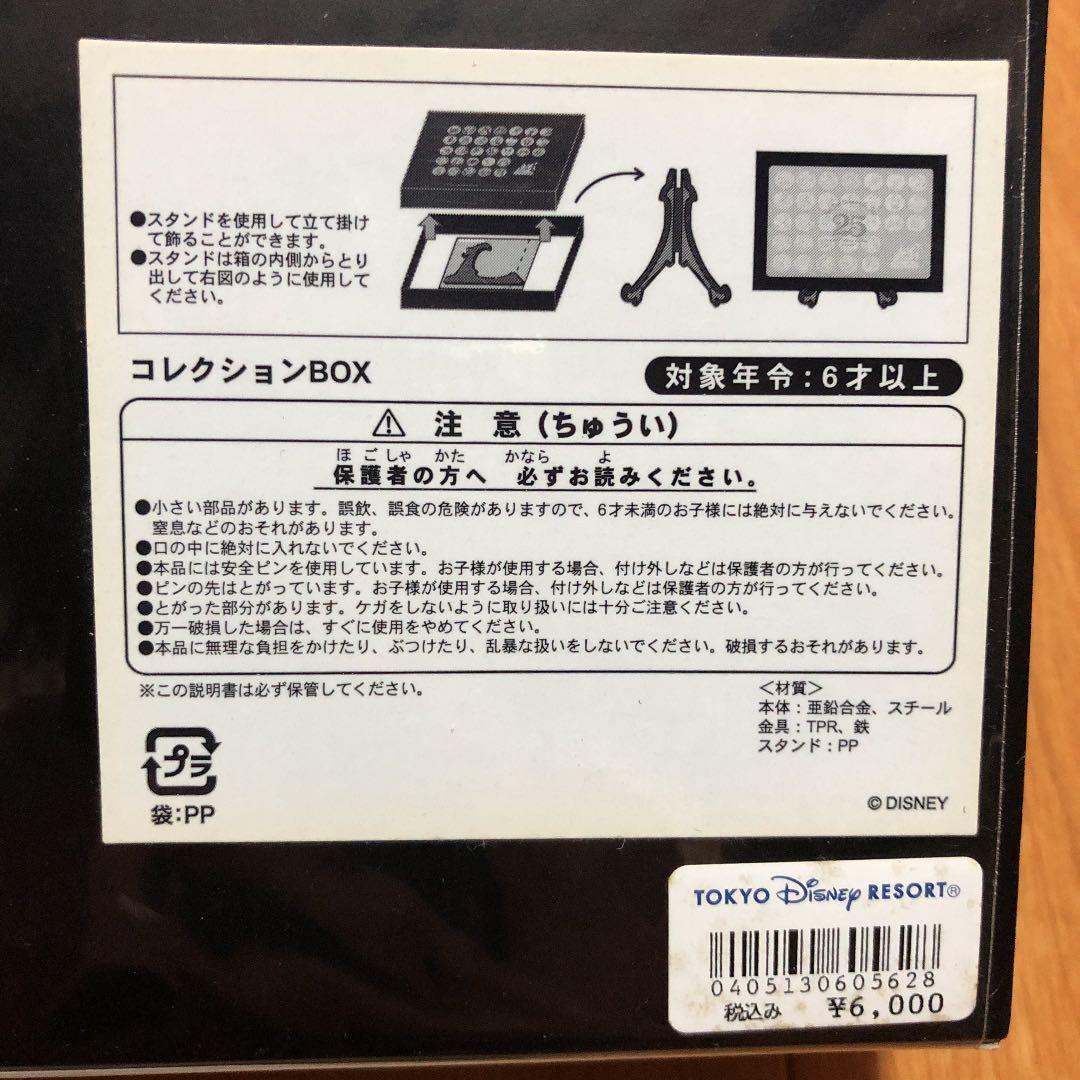 ●スタンドを使用して立て掛け
て飾ることができます。
●スタンドは箱の内側からとり
出して右図のように使用して
ください。
25
コレクションBOX
対象年令：6才以上
⚠ 注 意 (ちゅうい)
ほごしゃ かた かなら よ
保護者の方へ 必ずお読みください。
●小さい部品があります。誤飲、誤食の危険がありますので、6才未満のお子様には絶対に与えないでください。
窒息などのおそれがあります。
●口の中に絶対に入れないでください。
●本品には安全ピンを使用しています。お子様が使用する場合、付け外しなどは保護者の方が行ってください。
●ピンの先はとがっています。お子様が使用する場合、付け外しなどは保護者の方が行ってください。
●とがった部分があります。ケガをしないように取り扱いには十分ご注意ください。
●万一破損した場合は、すぐに使用をやめてください。
●本品に無理な負担をかけたり、ぶつけたり、乱暴な扱いをしないでください。破損するおそれがあります。
※この説明書は必ず保管してください。
＜材質＞
本体：亜鉛合金、スチール
金具：TPR、鉄
スタンド：PP
プラ
袋：PP
© DISNEY
TOKYO Disney RESORT®
0405130605628
税込み ¥6,000